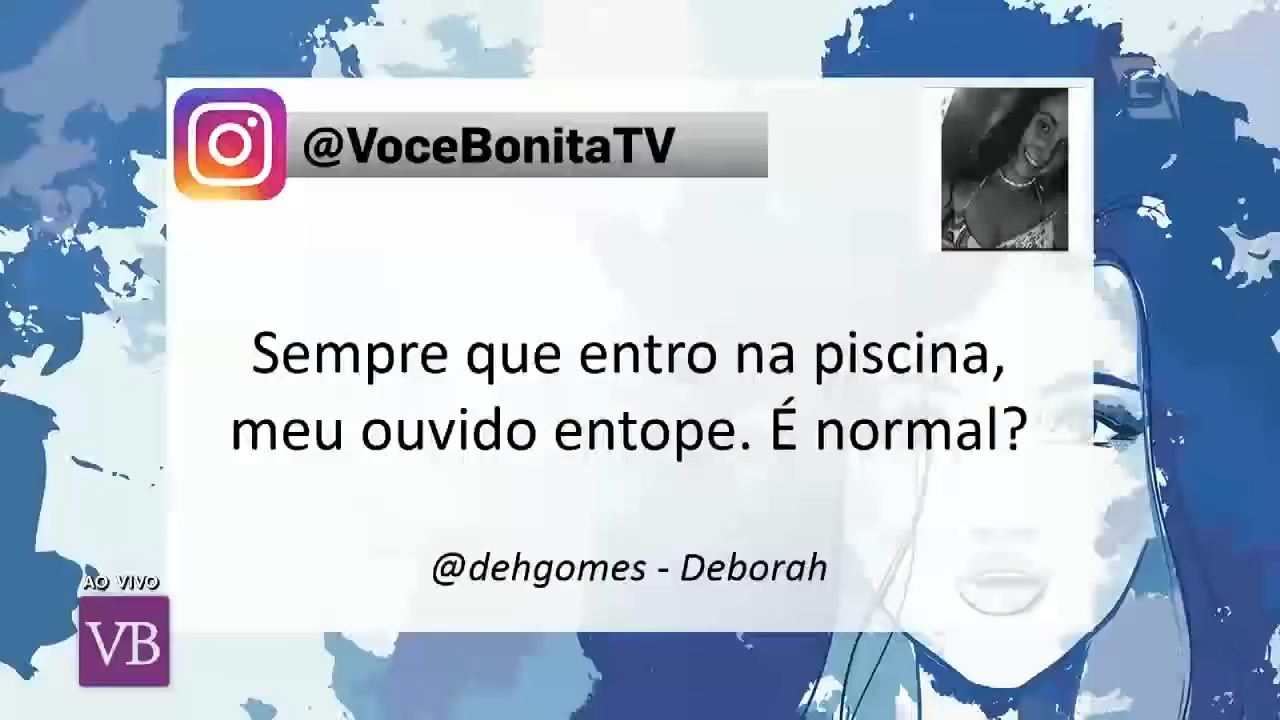 @VoceBonitaTV
Sempre que entro na piscina,
meu ouvido entope. É normal?
@dehgomes - Deborah
AO VIVO
VB